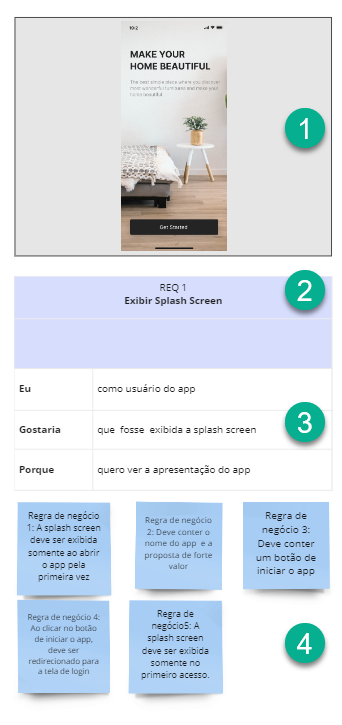 19:2
MAKE YOUR
HOME BEAUTIFUL
The best simple place where you discover
most wonderful furnitures and make your
home beautiful
Get Started
1
REQ 1
Exibir Splash Screen
2
Eu
como usuário do app
Gostaria
que fosse exibida a splash screen
3
Porque
quero ver a apresentação do app
Regra de negócio
1: A splash screen
deve ser exibida
somente ao abrir
o app pela
primeira vez
Regra de negócio
2: Deve conter o
nome do app e a
proposta de forte
valor
Regra de
negócio 3:
Deve conter
um botão de
iniciar o app
Regra de negócio 4:
Ao clicar no botão
de iniciar o app,
deve ser
redirecionado para
a tela de login
Regra de
negócio5: A
splash screen
deve ser exibida
somente no
primeiro acesso.
4